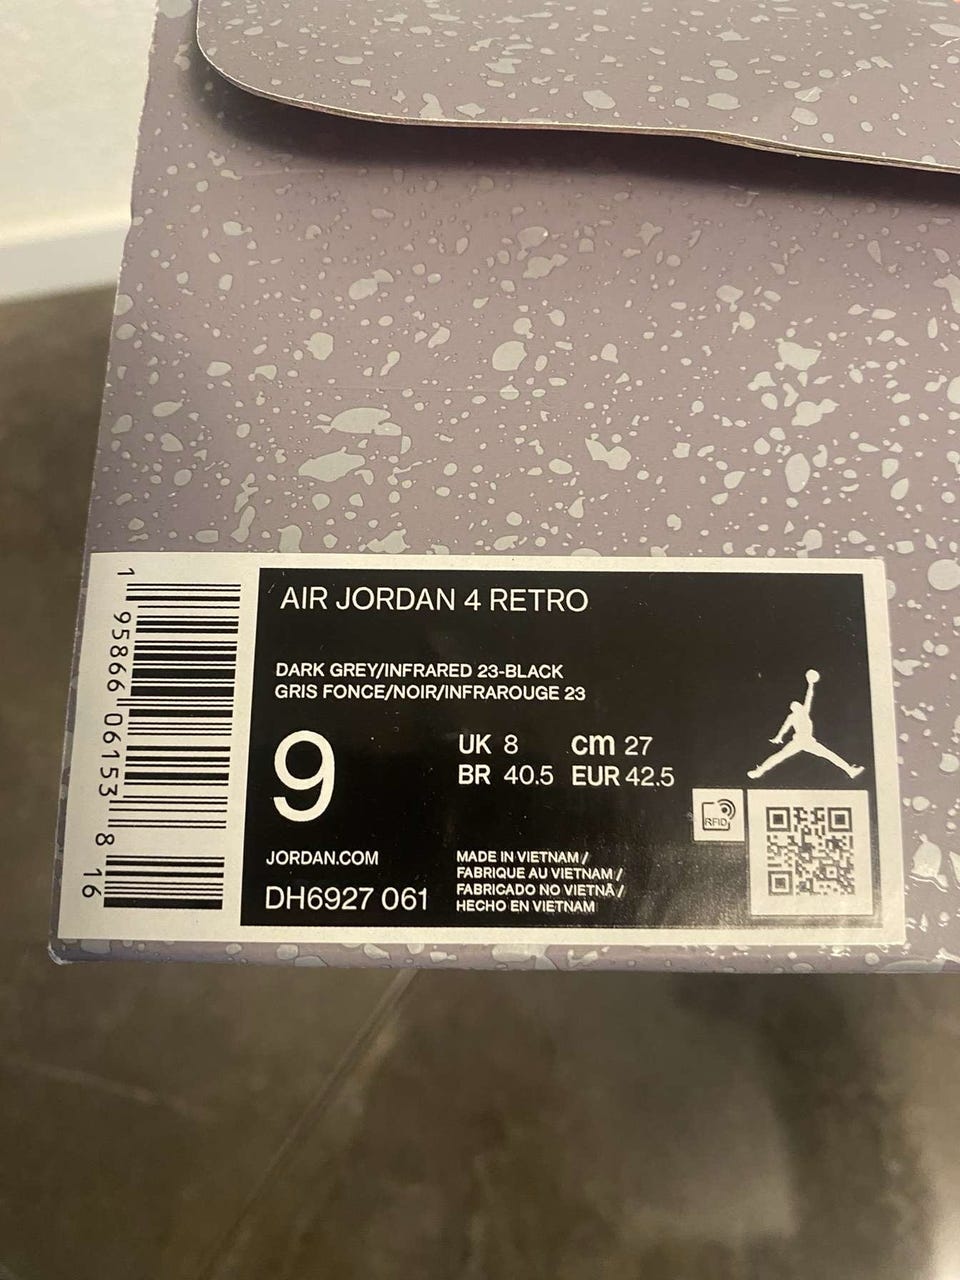 AIR JORDAN 4 RETRO
DARK GREY/INFRARED 23-BLACK
GRIS FONCE/NOIR/INFRAROUGE 23
9
UK 8 cm 27
BR 40.5 EUR 42.5
RFID
JORDAN.COM
DH6927 061
MADE IN VIETNAM /
FABRIQUE AU VIETNAM /
FABRICADO NO VIETNÃ /
HECHO EN VIETNAM
1 95866 06153 8 16